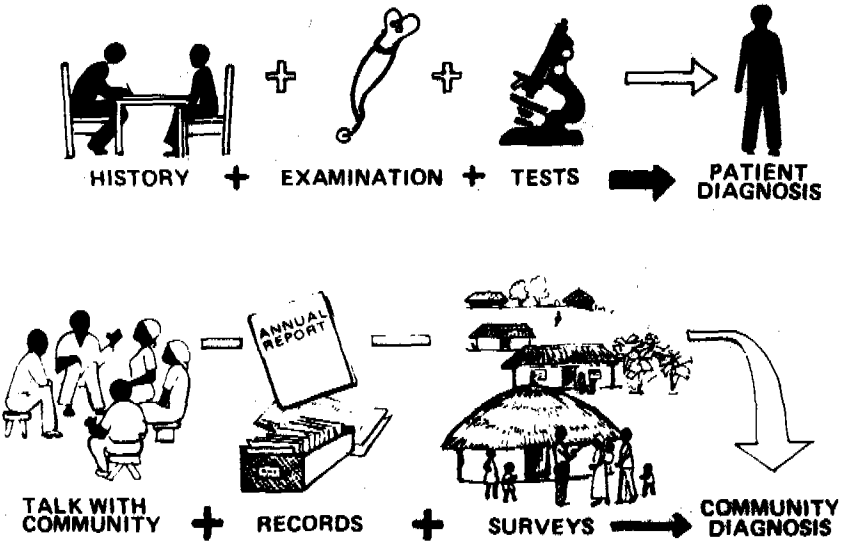 HISTORY + EXAMINATION + TESTS PATIENT
DIAGNOSIS
ANNUAL
REPORT
TALK WITH
COMMUNITY + RECORDS + SURVEYS COMMUNITY
DIAGNOSIS